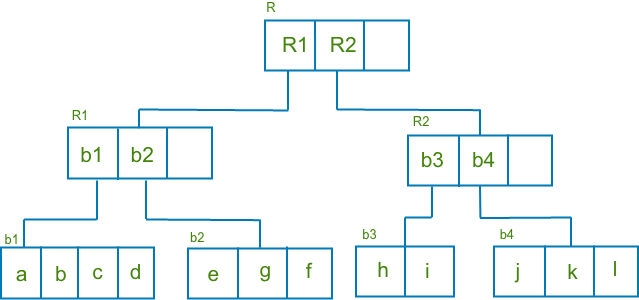 R
R1 R2
R1
b1 b2
R2
b3 b4
b1
a b c d
b2
e g f
b3
h i
b4
j k l